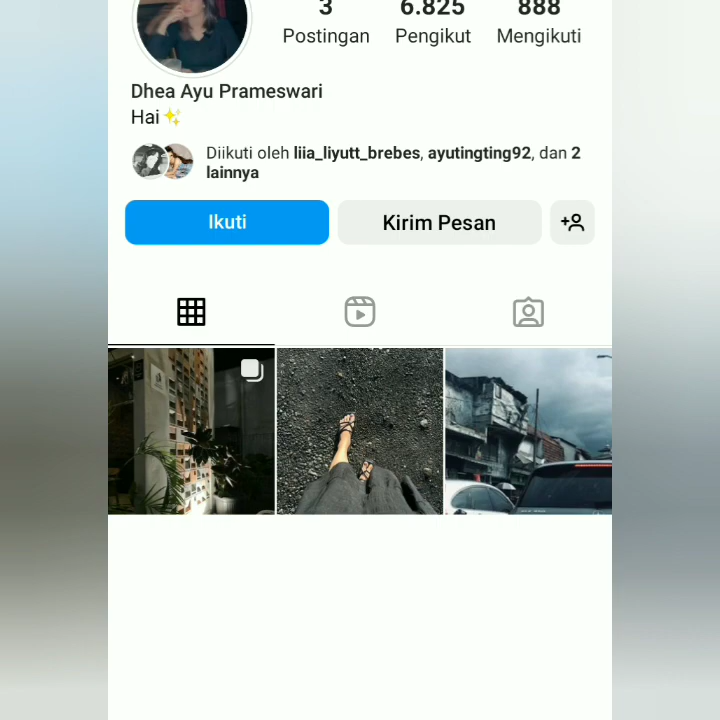 3 6.825 888
Postingan Pengikut Mengikuti
Dhea Ayu Prameswari
Hai✨
Diikuti oleh liia_liyutt_brebes, ayutingting92, dan 2
lainnya
Ikuti Kirim Pesan